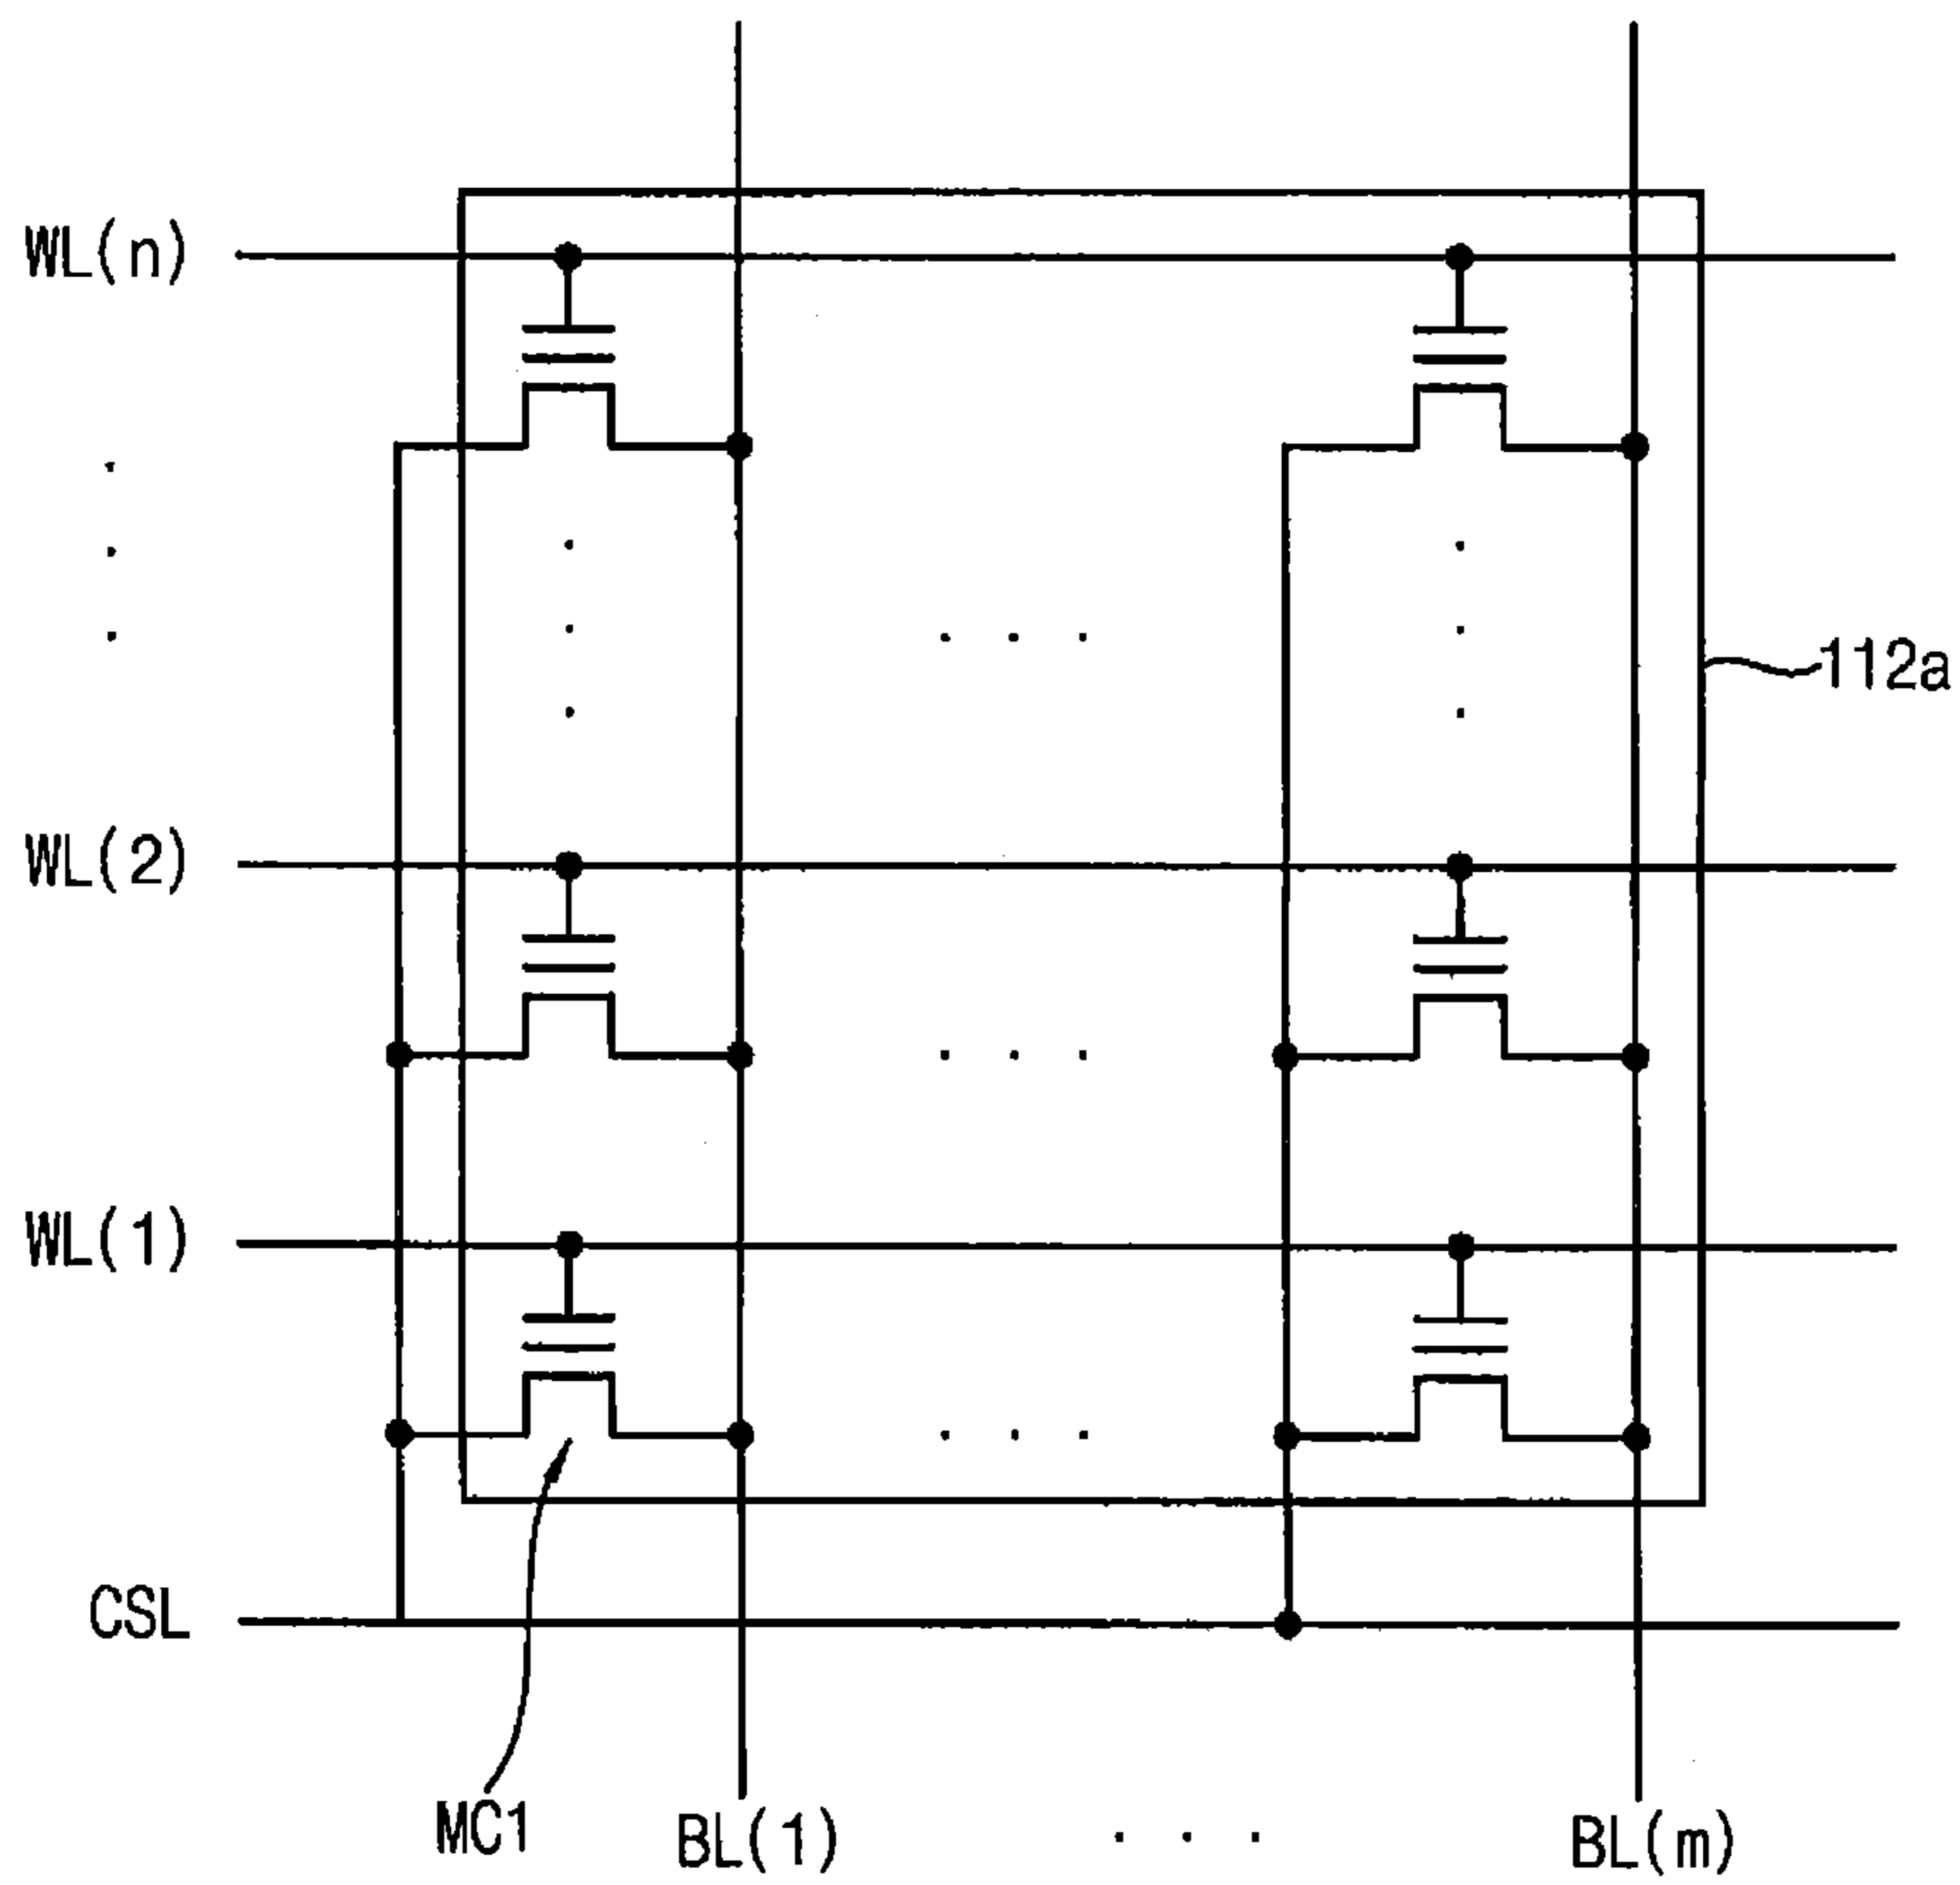 WL(n)
112a
WL(2)
WL(1)
CSL
MC1
BL(1)
. . .
BL(m)